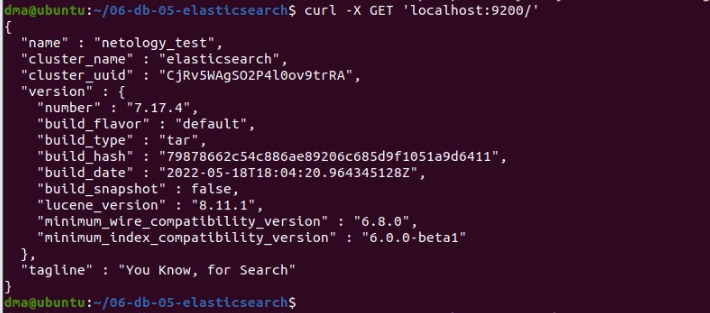 dma@ubuntu:~/06-db-05-elasticsearch$ curl -X GET 'localhost:9200/'
{
  "name" : "netology_test",
  "cluster_name" : "elasticsearch",
  "cluster_uuid" : "CjRv5WAgSO2P4l0ov9trRA",
  "version" : {
    "number" : "7.17.4",
    "build_flavor" : "default",
    "build_type" : "tar",
    "build_hash" : "79878662c54c886ae89206c685d9f1051a9d6411",
    "build_date" : "2022-05-18T18:04:20.964345128Z",
    "build_snapshot" : false,
    "lucene_version" : "8.11.1",
    "minimum_wire_compatibility_version" : "6.8.0",
    "minimum_index_compatibility_version" : "6.0.0-beta1"
  },
  "tagline" : "You Know, for Search"
}
dma@ubuntu:~/06-db-05-elasticsearch$